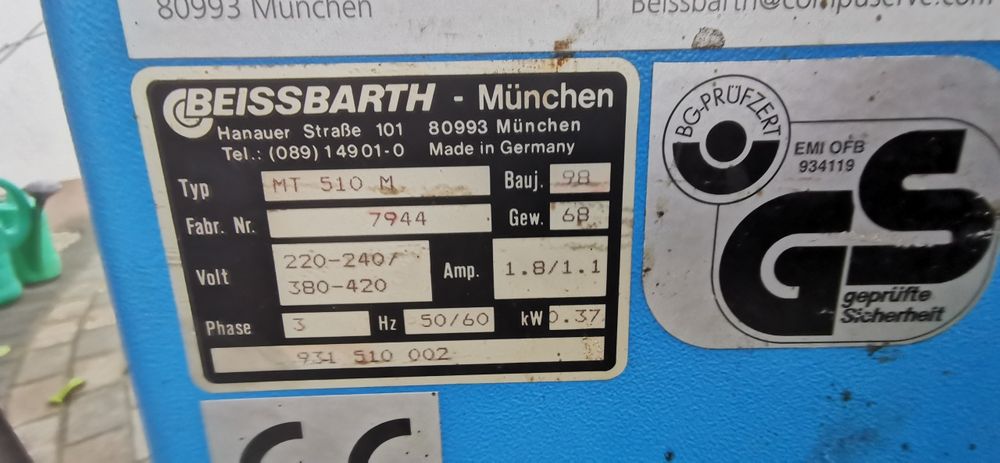 80993 München
Beissbarth@compuserve.com
BEISSBARTH - München
Hanauer Straße 101 80993 München
Tel.: (089) 14901-0 Made in Germany
Typ MT 510 M Bauj. 98
Fabr. Nr. 7944 Gew. 68
Volt 220-240/
380-420 Amp. 1.8/1.1
Phase 3 Hz 50/60 kW 0.37
931 510 002
BG-PRÜFZERT
EMI OFB
934119
GS
geprüfte
Sicherheit
CE